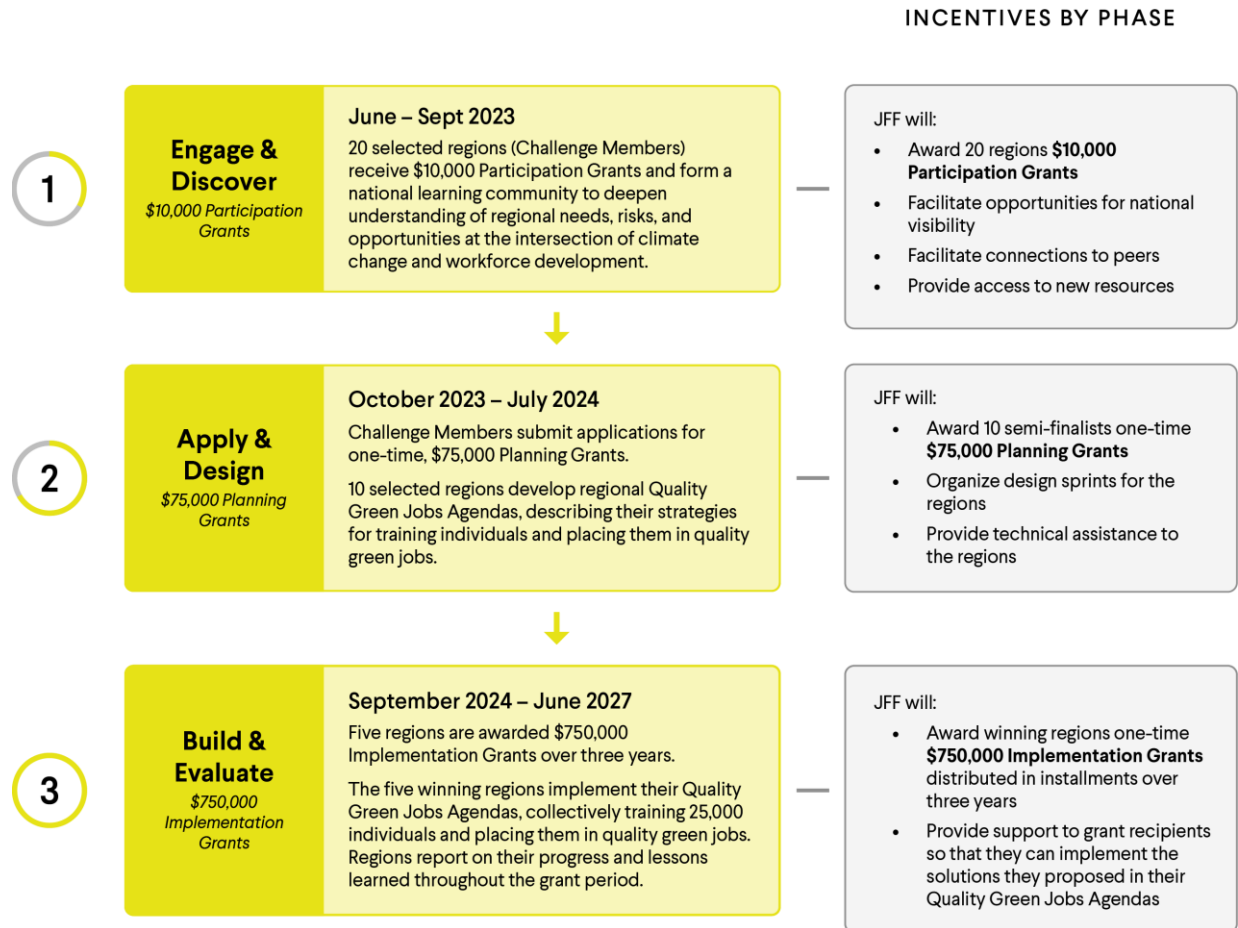 INCENTIVES BY PHASE
1
Engage &
Discover
$10,000 Participation
Grants
June – Sept 2023
20 selected regions (Challenge Members)
receive $10,000 Participation Grants and form a
national learning community to deepen
understanding of regional needs, risks, and
opportunities at the intersection of climate
change and workforce development.
JFF will:
• Award 20 regions $10,000
Participation Grants
• Facilitate opportunities for national
visibility
• Facilitate connections to peers
• Provide access to new resources
2
Apply &
Design
$75,000 Planning
Grants
October 2023 – July 2024
Challenge Members submit applications for
one-time, $75,000 Planning Grants.
10 selected regions develop regional Quality
Green Jobs Agendas, describing their strategies
for training individuals and placing them in quality
green jobs.
JFF will:
• Award 10 semi-finalists one-time
$75,000 Planning Grants
• Organize design sprints for the
regions
• Provide technical assistance to
the regions
3
Build &
Evaluate
$750,000
Implementation
Grants
September 2024 – June 2027
Five regions are awarded $750,000
Implementation Grants over three years.
The five winning regions implement their Quality
Green Jobs Agendas, collectively training 25,000
individuals and placing them in quality green jobs.
Regions report on their progress and lessons
learned throughout the grant period.
JFF will:
• Award winning regions one-time
$750,000 Implementation Grants
distributed in installments over
three years
• Provide support to grant recipients
so that they can implement the
solutions they proposed in their
Quality Green Jobs Agendas